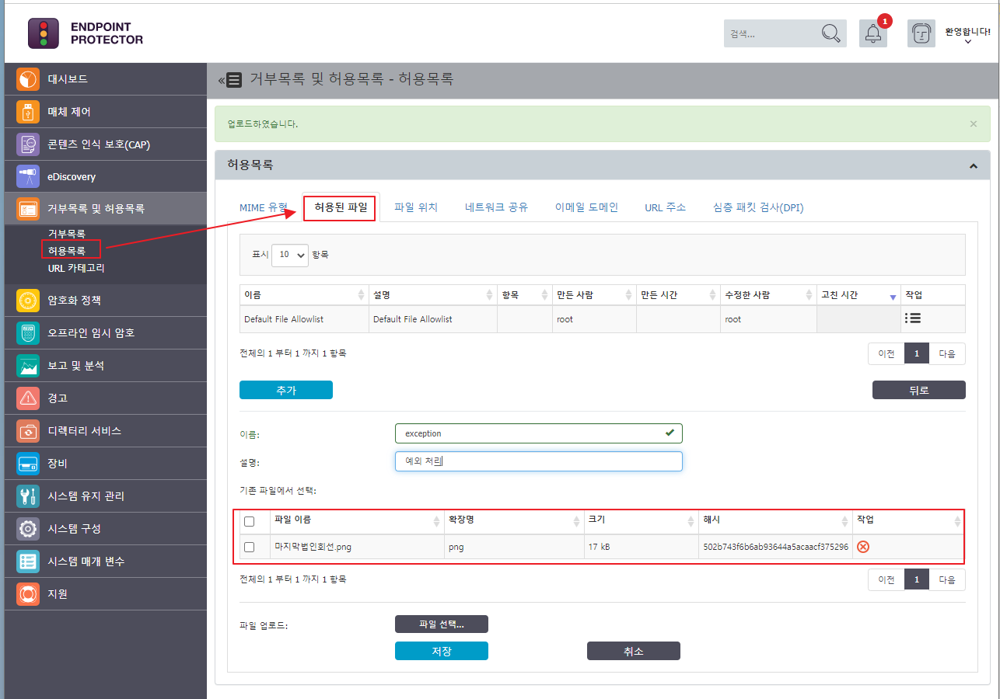 ENDPOINT
PROTECTOR
검색...
1
환영합니다!
대시보드
매체 제어
콘텐츠 인식 보호(CAP)
eDiscovery
거부목록 및 허용목록
거부목록
허용목록
URL 카테고리
암호화 정책
오프라인 임시 암호
보고 및 분석
경고
디렉터리 서비스
장비
시스템 유지 관리
시스템 구성
시스템 매개 변수
지원
거부목록 및 허용목록 - 허용목록
업로드하였습니다.
허용목록
MIME 유형 허용된 파일 파일 위치 네트워크 공유 이메일 도메인 URL 주소 심층 패킷 검사(DPI)
표시 10 항목
이름 설명 항목 만든 사람 만든 시간 수정한 사람 고친 시간 작업
Default File Allowlist Default File Allowlist root root
전체의 1 부터 1 까지 1 항목
이전 1 다음
추가 뒤로
이름: exception
설명: 예외 처리
기존 파일에서 선택:
파일 이름 확장명 크기 해시 작업
마지막법인회선.png png 17 kB 502b743f6b6ab93644a5acaacf375296
전체의 1 부터 1 까지 1 항목
이전 1 다음
파일 업로드: 파일 선택...
저장 취소